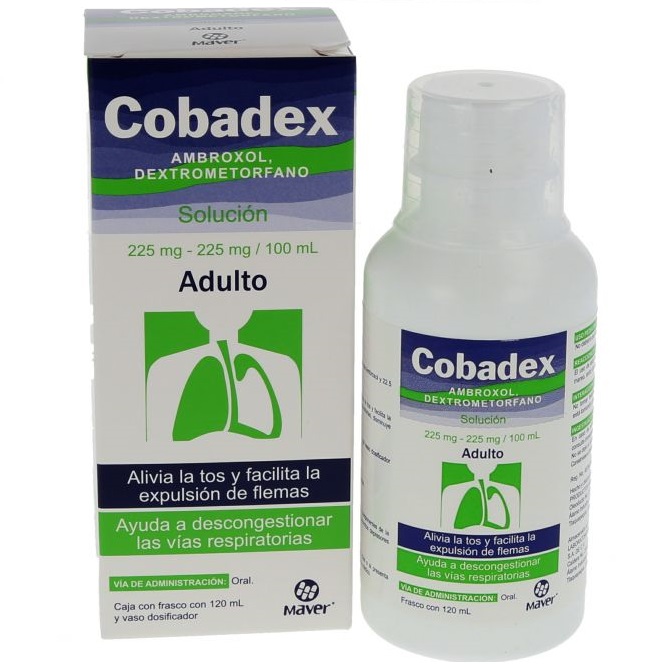 Adulto
Maver
Cobadex
AMBROXOL,
DEXTROMETORFANO
Solución
225 mg - 225 mg / 100 mL
Adulto
Alivia la tos y facilita la
expulsión de flemas
Ayuda a descongestionar
las vías respiratorias
VÍA DE ADMINISTRACIÓN: Oral.
Caja con frasco con 120 mL
y vaso dosificador
Maver
Cobadex
AMBROXOL,
DEXTROMETORFANO
Solución
225 mg - 225 mg / 100 mL
Adulto
Alivia la tos y facilita la
expulsión de flemas
Ayuda a descongestionar
las vías respiratorias
VÍA DE ADMINISTRACIÓN: Oral.
Frasco con 120 mL
Maver